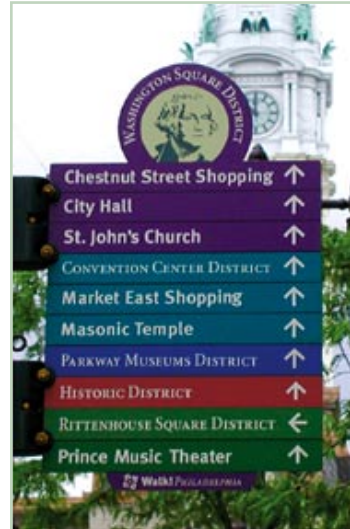 WASHINGTON SQUARE DISTRICT
Chestnut Street Shopping
City Hall
St. John's Church
CONVENTION CENTER DISTRICT
Market East Shopping
Masonic Temple
PARKWAY MUSEUMS DISTRICT
HISTORIC DISTRICT
RITTENHOUSE SQUARE DISTRICT
Prince Music Theater
Walk! PHILADELPHIA